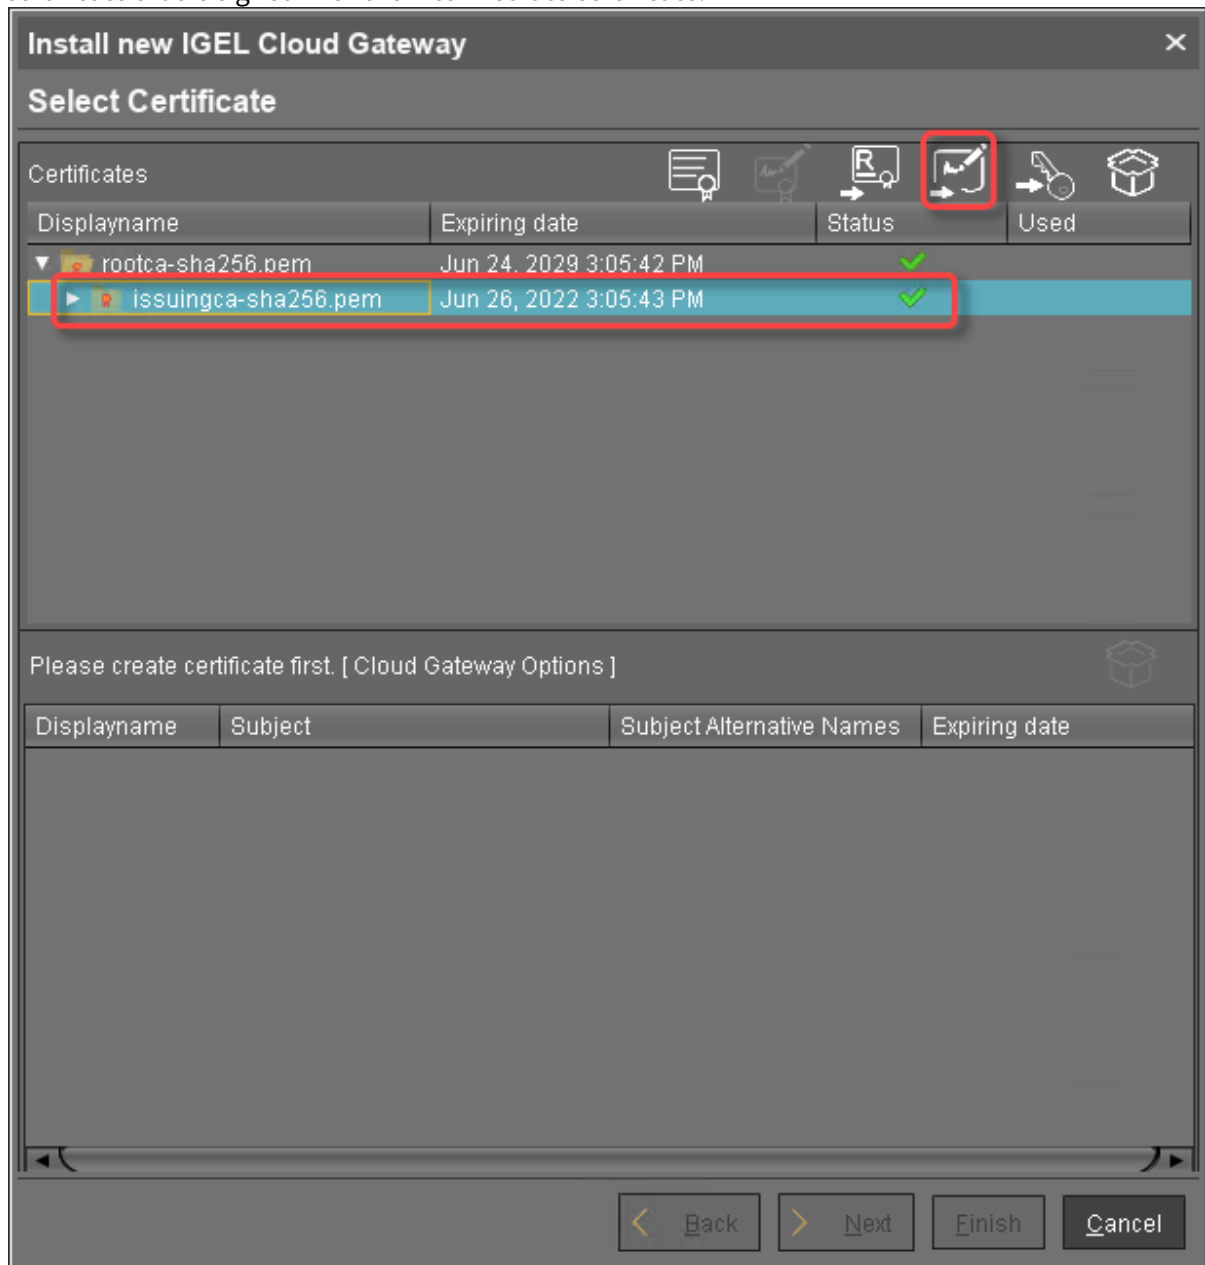 Install new IGEL Cloud Gateway
Select Certificate
Certificates
R
Displayname Expiring date Status Used
rootca-sha256.pem Jun 24. 2029 3:05:42 PM
issuingca-sha256.pem Jun 26, 2022 3:05:43 PM
Please create certificate first. [ Cloud Gateway Options ]
Displayname Subject Subject Alternative Names Expiring date
Back Next Finish Cancel